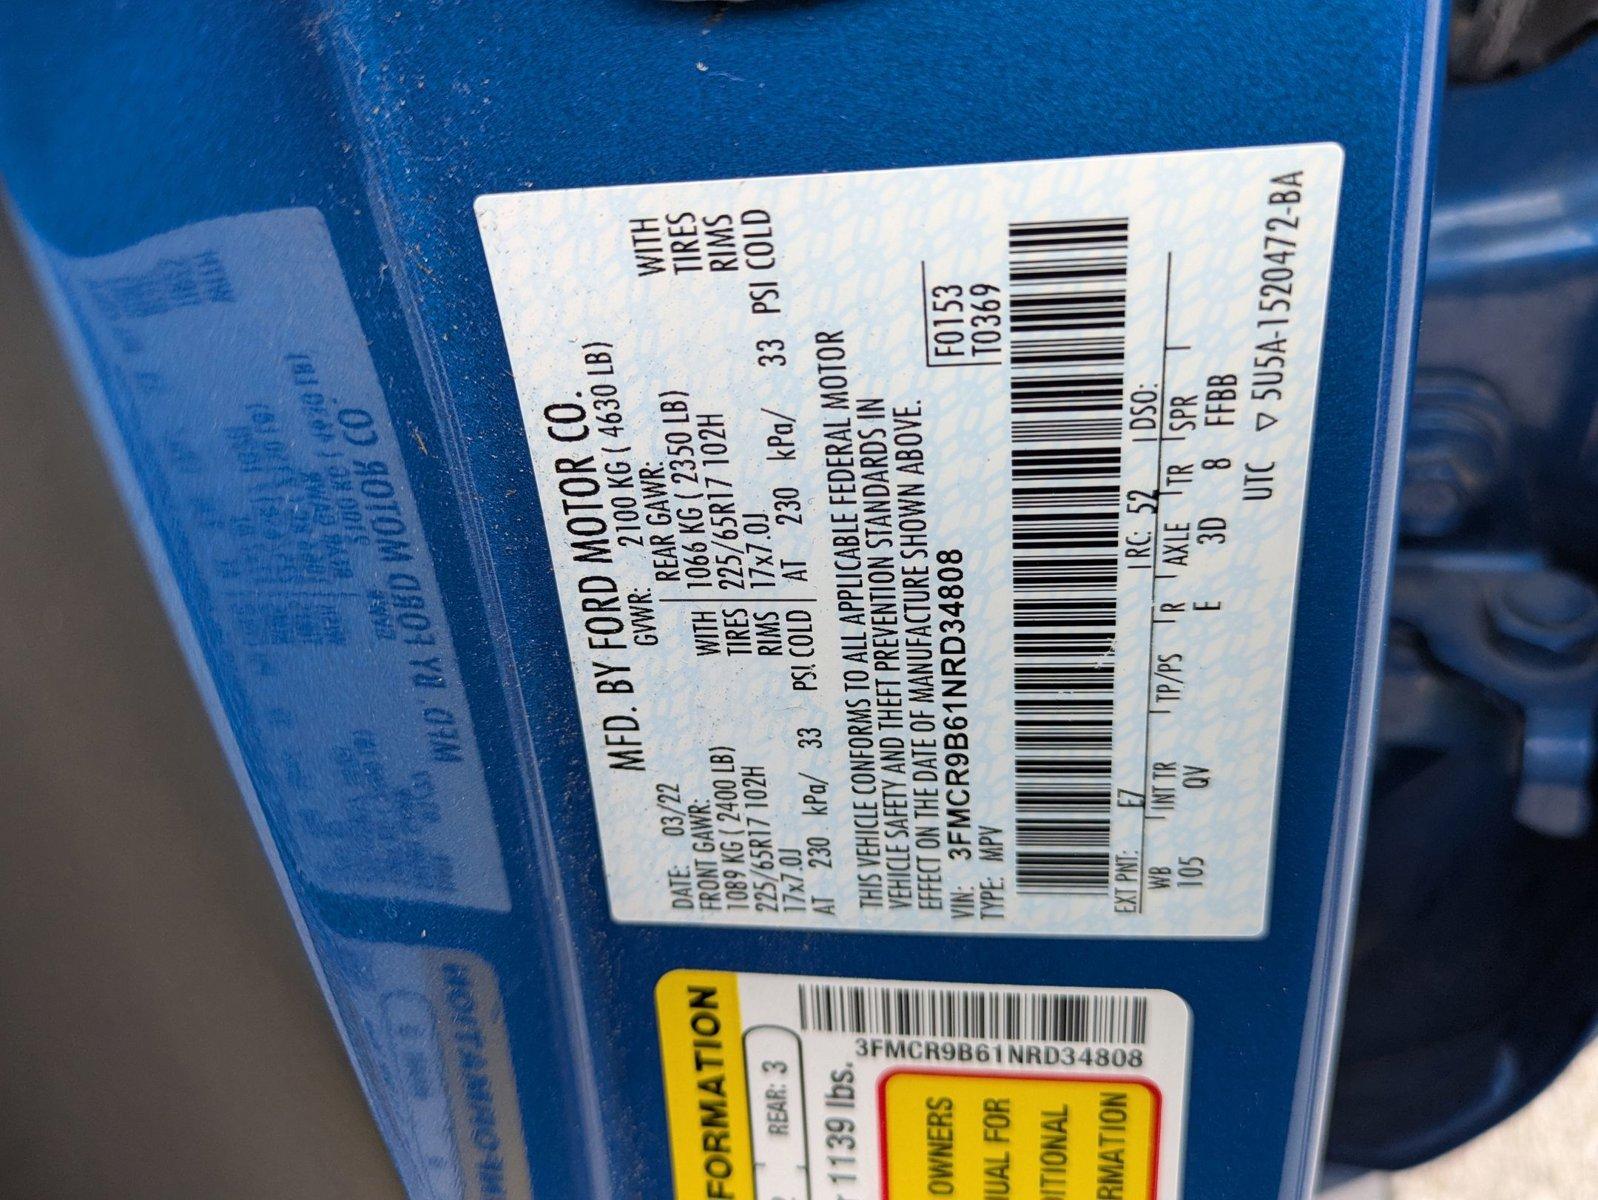 MFD. BY FORD MOTOR CO.
DATE: 03/22 GVWR: 2100 KG ( 4630 LB)
FRONT GAWR: REAR GAWR:
1089 KG ( 2400 LB) WITH 1066 KG ( 2350 LB) WITH
225/65R17 102H TIRES 225/65R17 102H TIRES
17x7.0J RIMS 17x7.0J RIMS
AT 230 kPa/ 33 PSI COLD AT 230 kPa/ 33 PSI COLD
THIS VEHICLE CONFORMS TO ALL APPLICABLE FEDERAL MOTOR
VEHICLE SAFETY AND THEFT PREVENTION STANDARDS IN
EFFECT ON THE DATE OF MANUFACTURE SHOWN ABOVE.
VIN: 3FMCR9B61NRD34808 F0153
TYPE: MPV T0369
EXT PNT: E7 RC: 52 DSO:
WB INT TR TP/PS R AXLE TR SPR
105 QV E 3D 8 FFBB
UTC ▽ 5U5A-1520472-BA
FORMATION
REAR: 3
1139 lbs.
3FMCR9B61NRD34808
OWNERS
UAL FOR
ITIONAL
RMATION